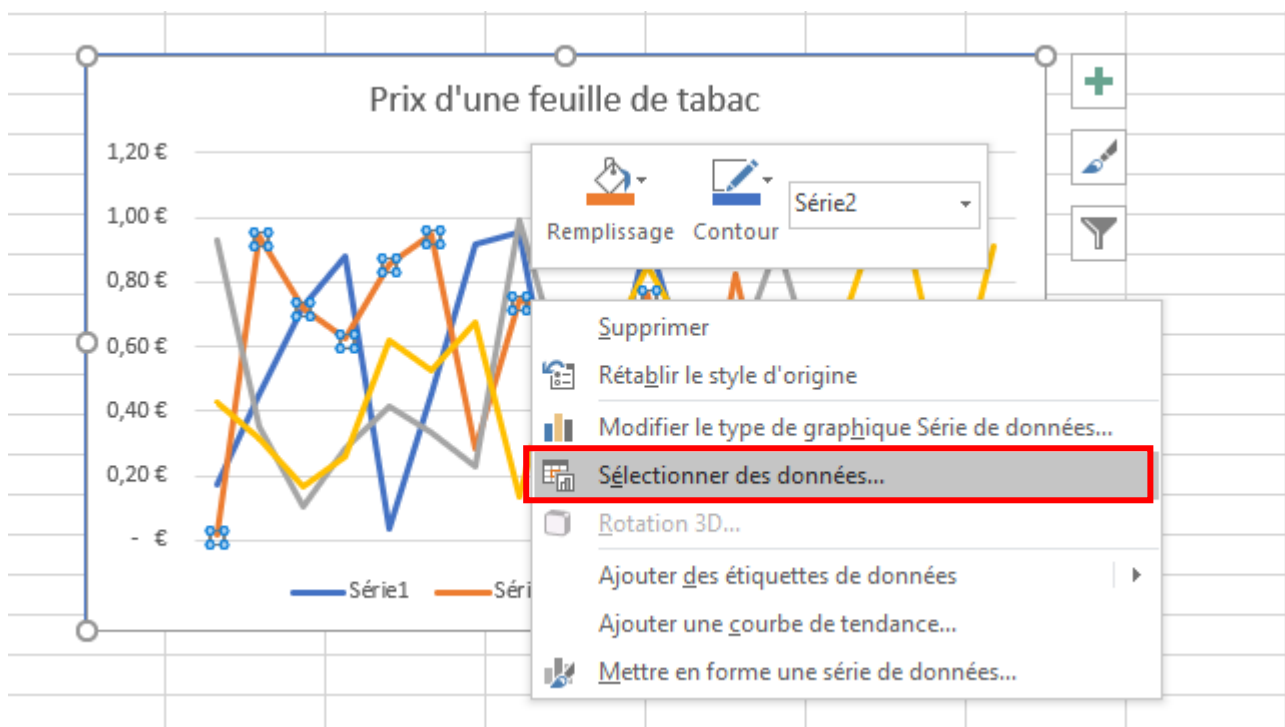 Prix d'une feuille de tabac
1,20 €
1,00 €
0,80 €
0,60 €
0,40 €
0,20 €
- €
Série1
Séri
Remplissage
Contour
Série2
Supprimer
Rétablir le style d'origine
Modifier le type de graphique Série de données...
Sélectionner des données...
Rotation 3D...
Ajouter des étiquettes de données
Ajouter une courbe de tendance...
Mettre en forme une série de données...